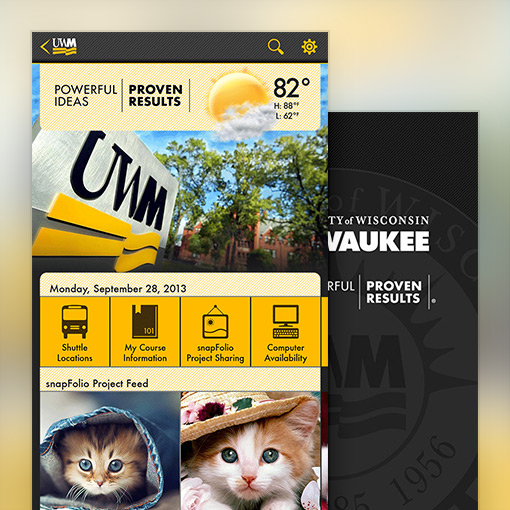 UWM
POWERFUL
IDEAS
PROVEN
RESULTS
82°
H: 88°F
L: 62°F
UWM
Monday, September 28, 2013
Shuttle
Locations
101
My Course
Information
snapFolio
Project Sharing
Computer
Availability
snapFolio Project Feed
TY of WISCONSIN
WAUKEE
RFUL
PROVEN
RESULTS
1956